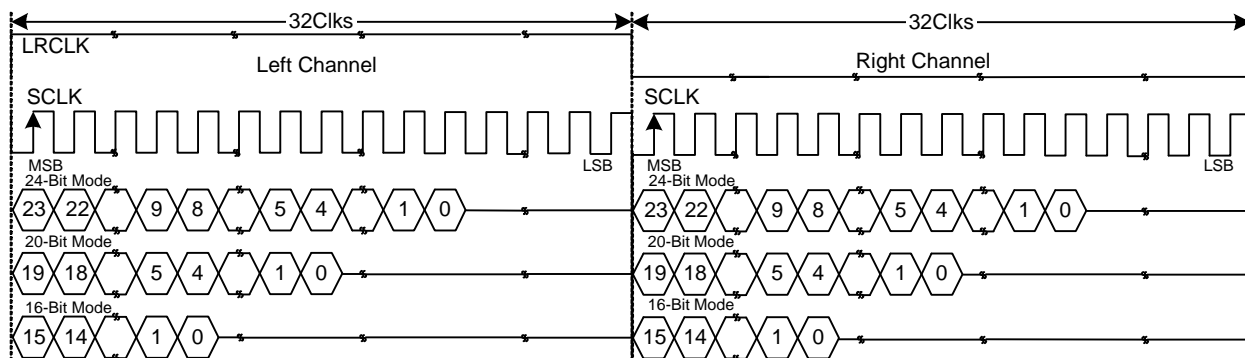 32Clks 32Clks
LRCLK
Left Channel Right Channel
SCLK SCLK
MSB LSB MSB LSB
24-Bit Mode 24-Bit Mode
23 22 9 8 5 4 1 0 23 22 9 8 5 4 1 0
20-Bit Mode 20-Bit Mode
19 18 5 4 1 0 19 18 5 4 1 0
16-Bit Mode 16-Bit Mode
15 14 1 0 15 14 1 0